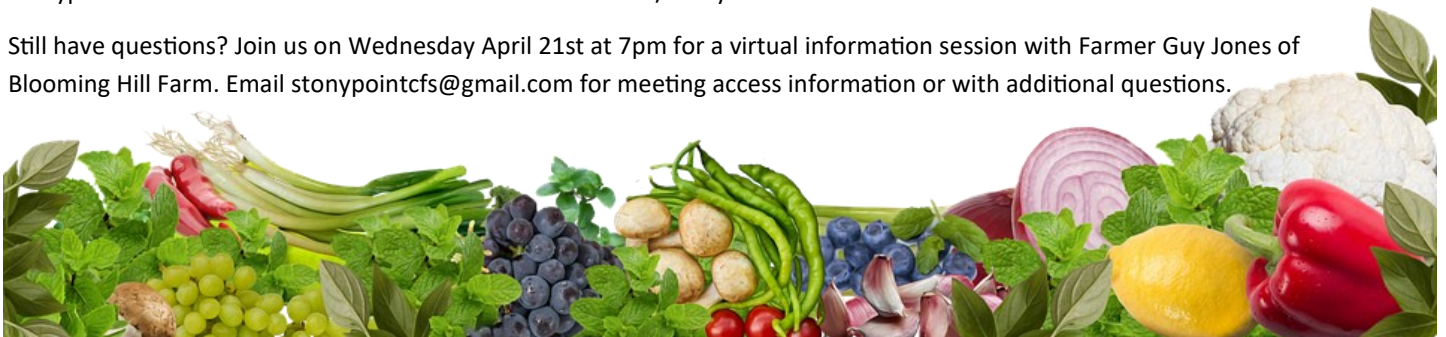 Still have questions? Join us on Wednesday April 21st at 7pm for a virtual information session with Farmer Guy Jones of
Blooming Hill Farm. Email stonypointcfs@gmail.com for meeting access information or with additional questions.